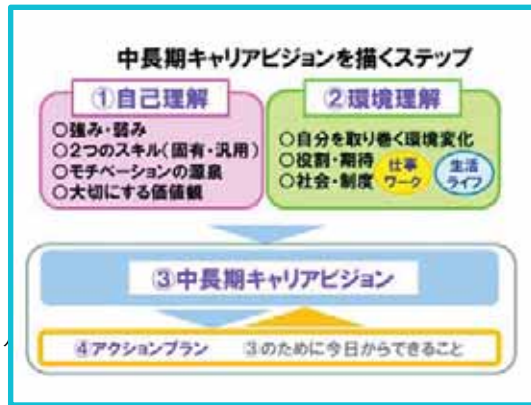 中長期キャリアビジョンを描くステップ
①自己理解
○強み・弱み
○2つのスキル(固有・汎用)
○モチベーションの源泉
○大切にする価値観
②環境理解
○自分を取り巻く環境変化
○役割・期待
○社会・制度
仕事
ワーク
生活
ライフ
③中長期キャリアビジョン
④アクションプラン ③のために今日からできること